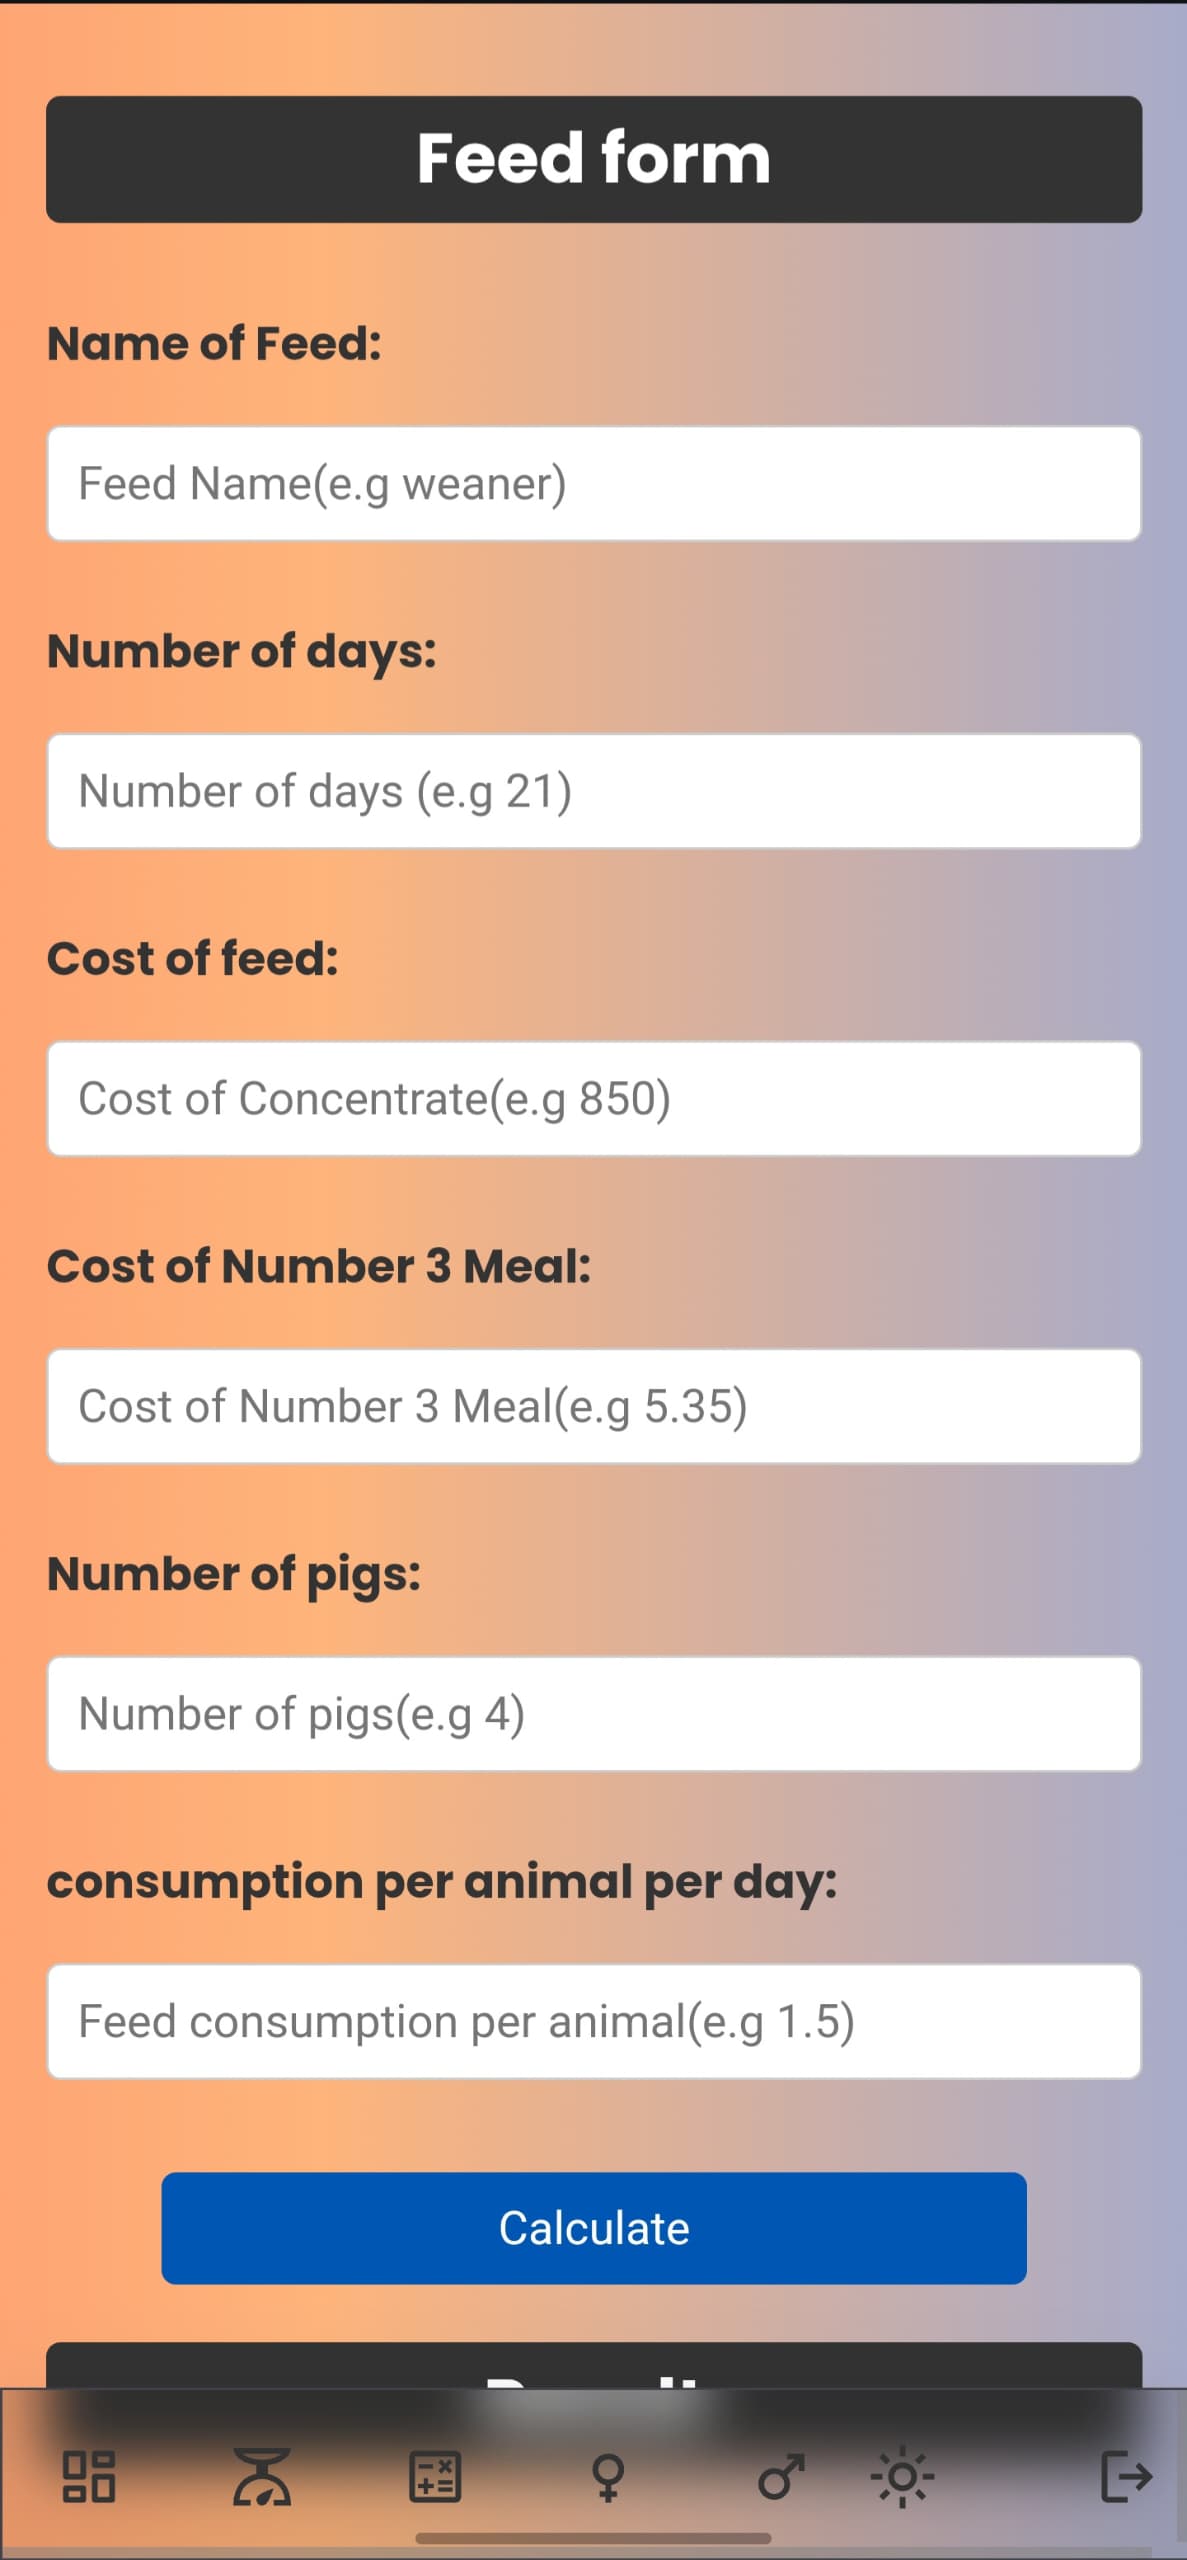 Feed form
Name of Feed:
Feed Name(e.g weaner)
Number of days:
Number of days (e.g 21)
Cost of feed:
Cost of Concentrate(e.g 850)
Cost of Number 3 Meal:
Cost of Number 3 Meal(e.g 5.35)
Number of pigs:
Number of pigs(e.g 4)
consumption per animal per day:
Feed consumption per animal(e.g 1.5)
Calculate